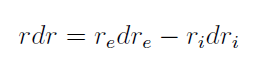 rdr = r_e dr_e − r_i dr_i